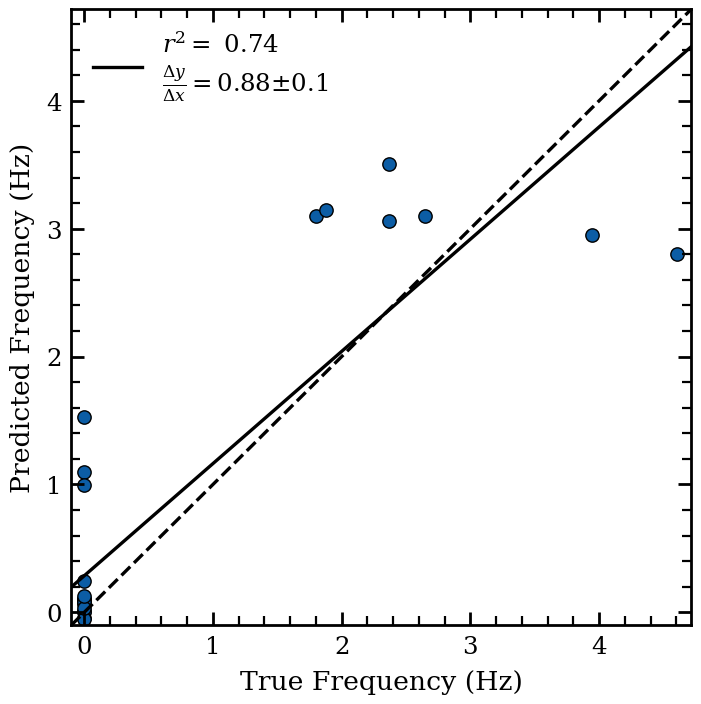 r² = 0.74
Δy/Δx = 0.88±0.1
Predicted Frequency (Hz)
4
3
2
1
0
0 1 2 3 4
True Frequency (Hz)